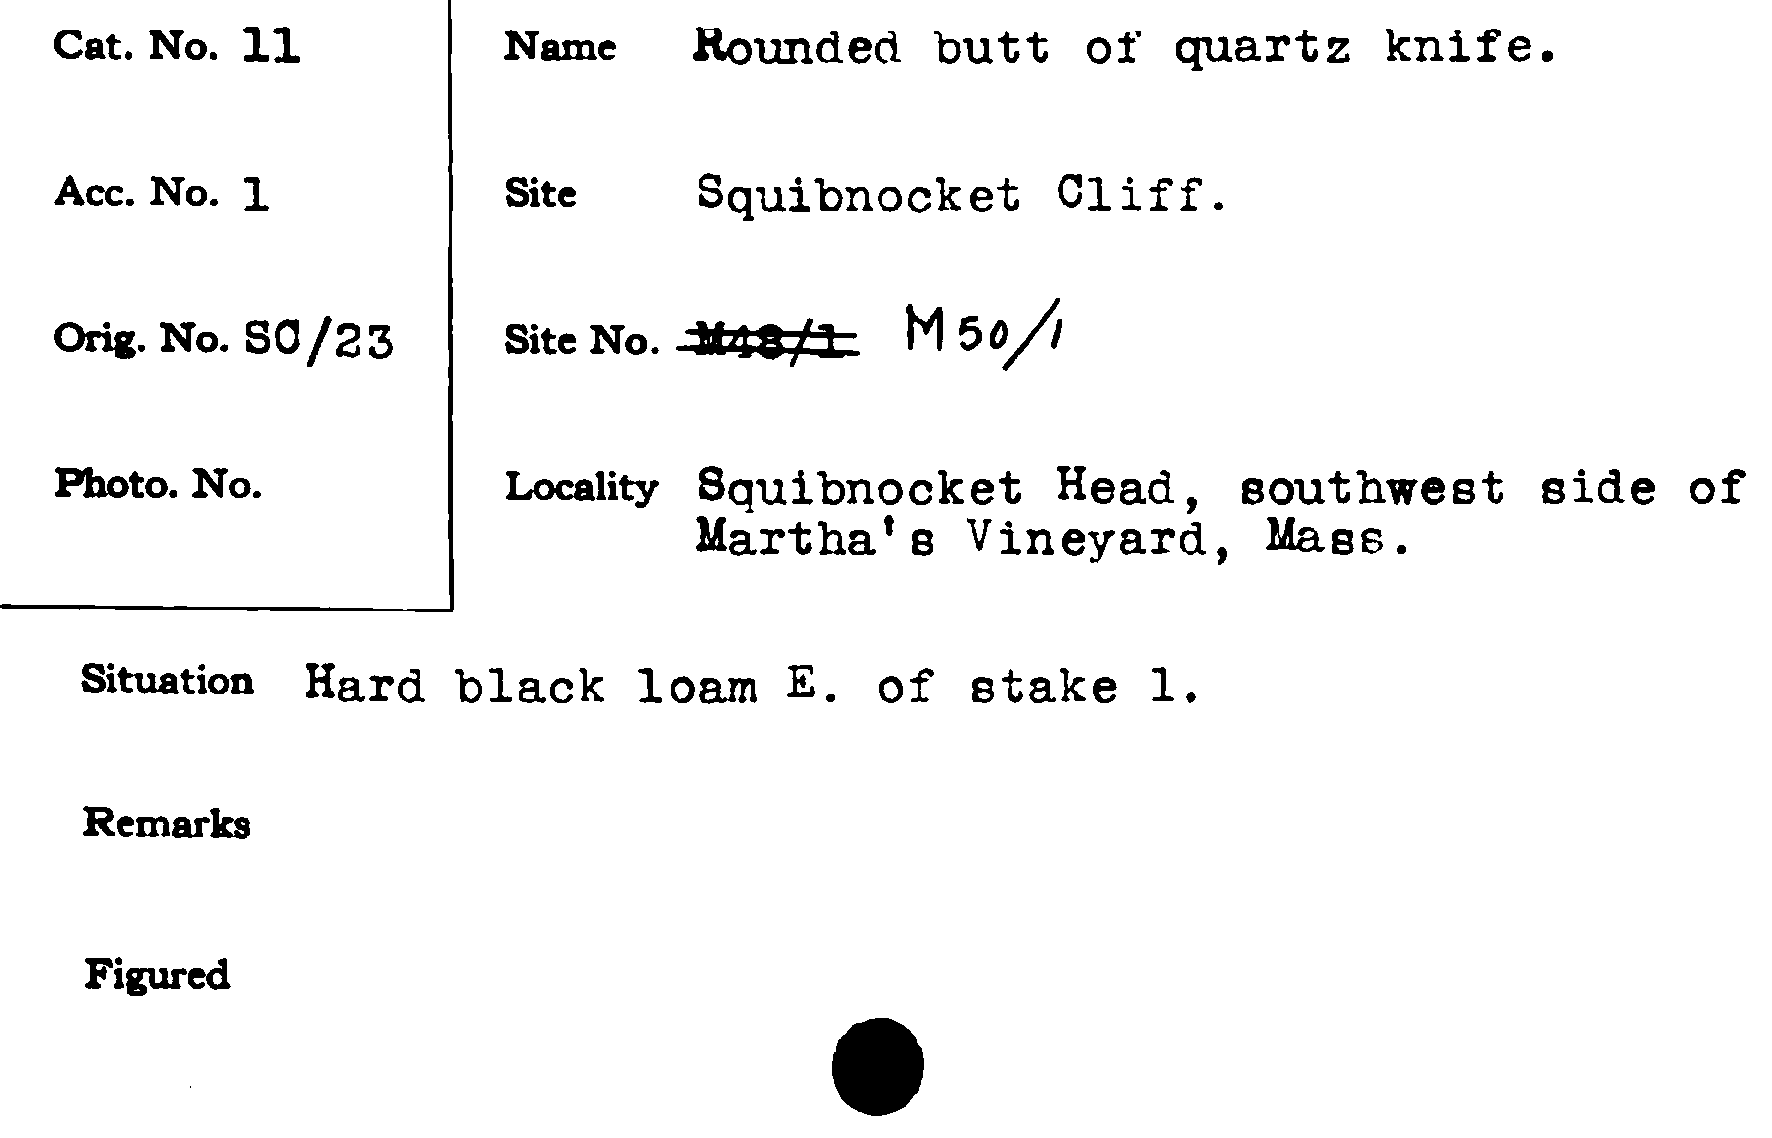 Cat. No. 11
Name Rounded butt of quartz knife.
Acc. No. 1
Site Squibnocket Cliff.
Orig. No. SC/23
Site No. M48/1 M50/1
Photo. No.
Locality Squibnocket Head, southwest side of
Martha's Vineyard, Mass.
Situation Hard black loam E. of stake 1.
Remarks
Figured